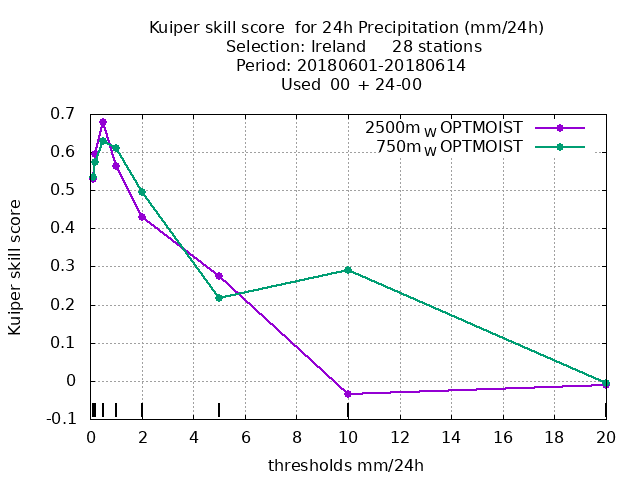 Kuiper skill score for 24h Precipitation (mm/24h)
Selection: Ireland 28 stations
Period: 20180601-20180614
Used 00 + 24-00
2500m W OPTMOIST
750m W OPTMOIST
Kuiper skill score
0.7
0.6
0.5
0.4
0.3
0.2
0.1
0
-0.1
0 2 4 6 8 10 12 14 16 18 20
thresholds mm/24h